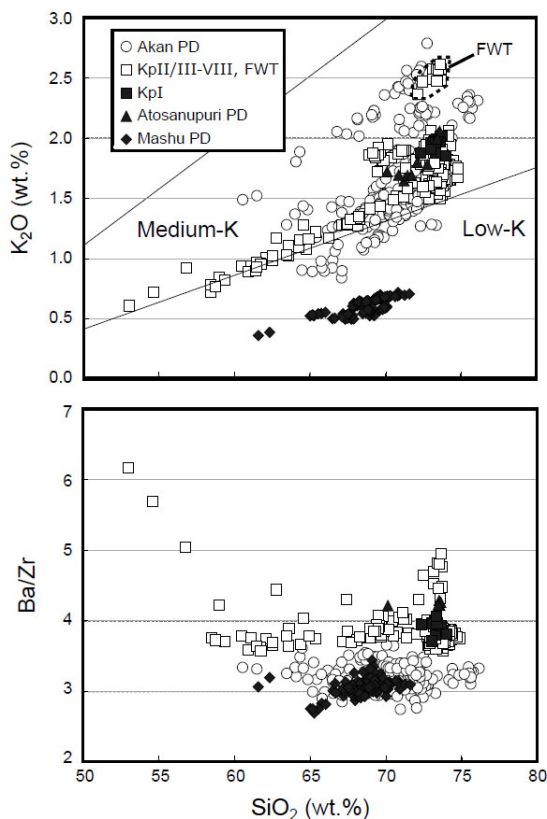 3.0
2.5
2.0
1.5
1.0
0.5
0.0
K₂O (wt.%)
Akan PD
KpII/III-VIII, FWT
KpI
Atosanupuri PD
Mashu PD
FWT
Medium-K
Low-K
7
6
5
4
3
2
Ba/Zr
50
55
60
65
70
75
80
SiO₂ (wt.%)